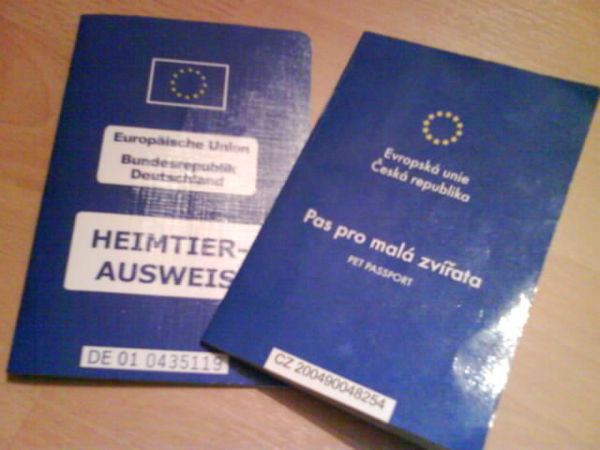 Europäische Union
Bundesrepublik
Deutschland
HEIMTIER-
AUSWEIS
DE 01 0435119
Evropská unie
Česká republika
Pas pro malá zvířata
PET PASSPORT
CZ 200490048254